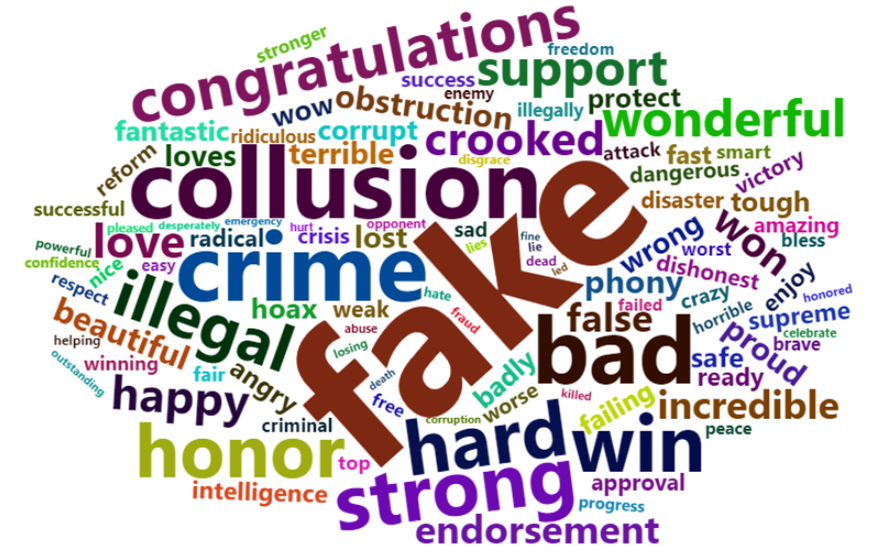 stronger
congratulations
freedom
success
support
enemy
wow
obstruction
illegally
protect
wonderful
fantastic
ridiculous
corrupt
crooked
reform
loves
terrible
disgrace
attack
fast
smart
dangerous
victory
collusion
fake
successful
disaster
tough
pleased
desperately
emergency
hurt
opponent
won
amazing
love
radical
crisis
lost
sad
fine
lie
lies
wrong
worst
bless
powerful
confidence
nice
easy
crime
dead
led
phony
dishonest
respect
illegal
hate
crazy
enjoy
honored
hoax
weak
fraud
failed
horrible
supreme
beautiful
abuse
false
celebrate
helping
losing
bad
proud
brave
outstanding
winning
fair
angry
death
badly
safe
ready
happy
free
killed
criminal
corruption
worse
failing
incredible
honor
hard
win
peace
top
intelligence
strong
approval
progress
endorsement